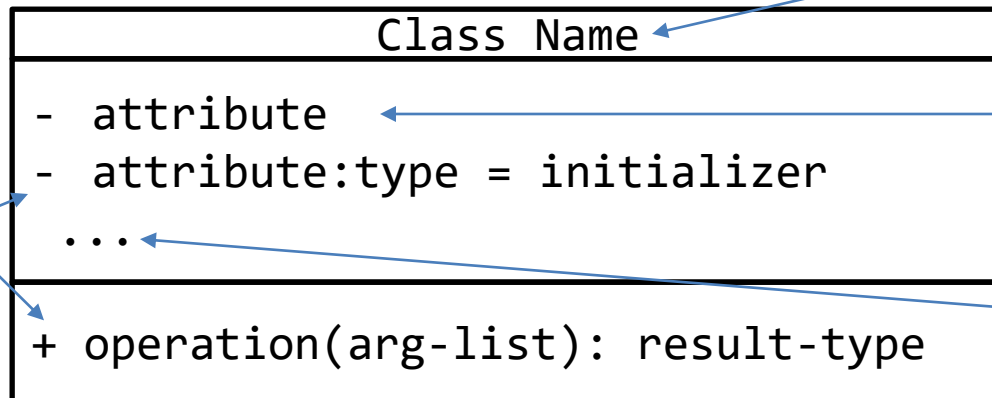 Class Name
- attribute
- attribute:type = initializer
...
+ operation(arg-list): result-type